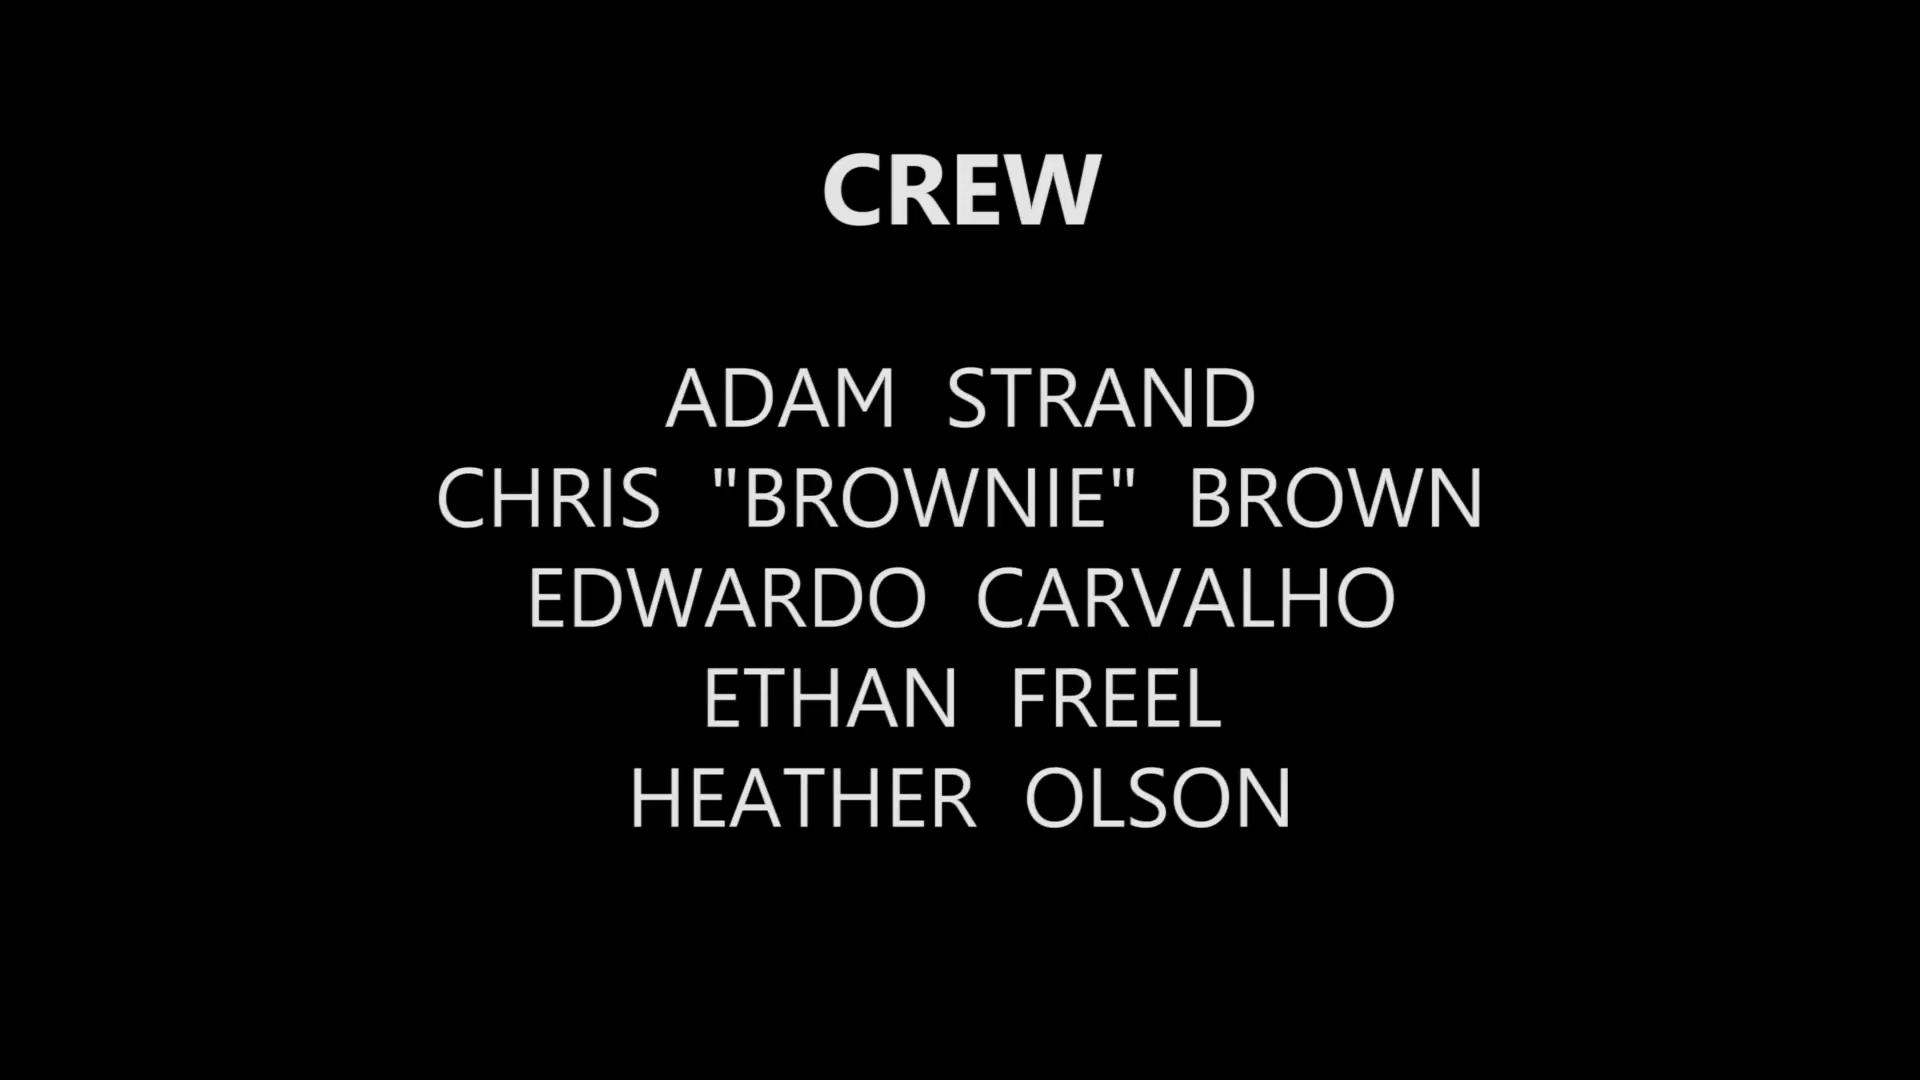 CREW
ADAM STRAND
CHRIS "BROWNIE" BROWN
EDWARDO CARVALHO
ETHAN FREEL
HEATHER OLSON